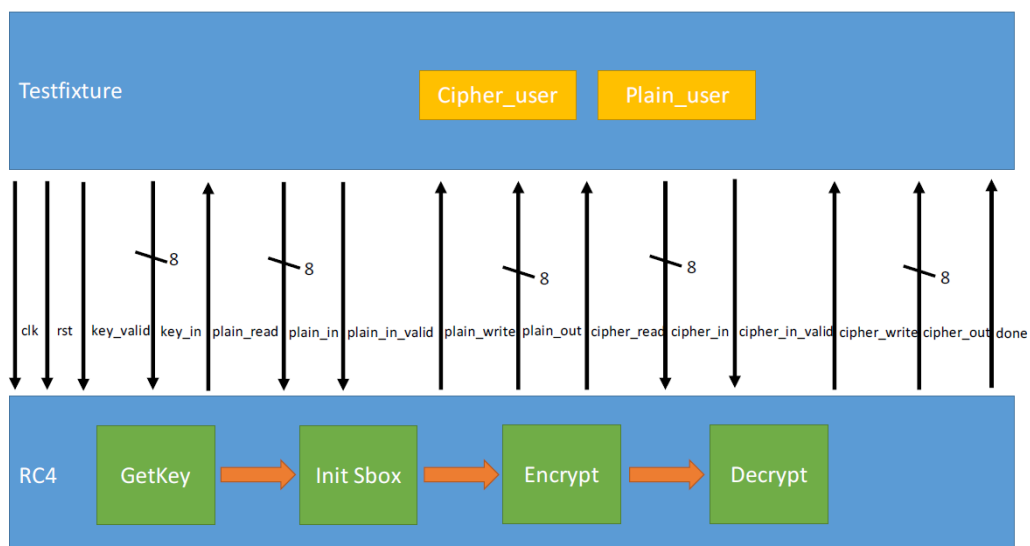 Testfixture
Cipher_user
Plain_user
8
8
8
8
8
clk
rst
key_valid
key_in
plain_read
plain_in
plain_in_valid
plain_write
plain_out
cipher_read
cipher_in
cipher_in_valid
cipher_write
cipher_out
done
RC4
GetKey
Init Sbox
Encrypt
Decrypt